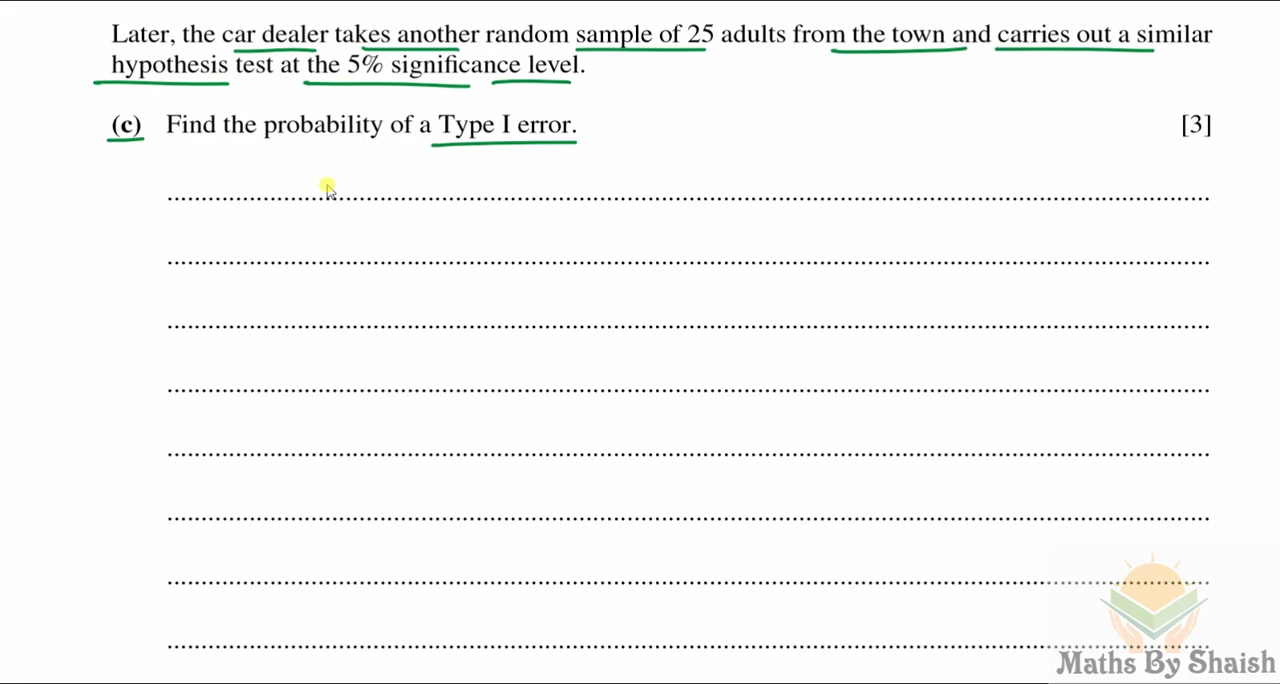 Later, the car dealer takes another random sample of 25 adults from the town and carries out a similar
hypothesis test at the 5% significance level.
(c) Find the probability of a Type I error. [3]
Maths By Shaish